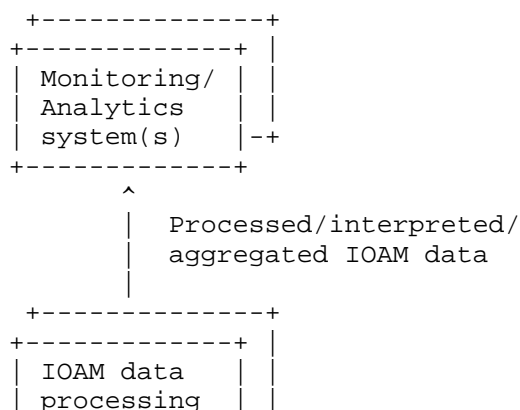 Monitoring/
Analytics
system(s)
Processed/interpreted/
aggregated IOAM data
IOAM data
processing